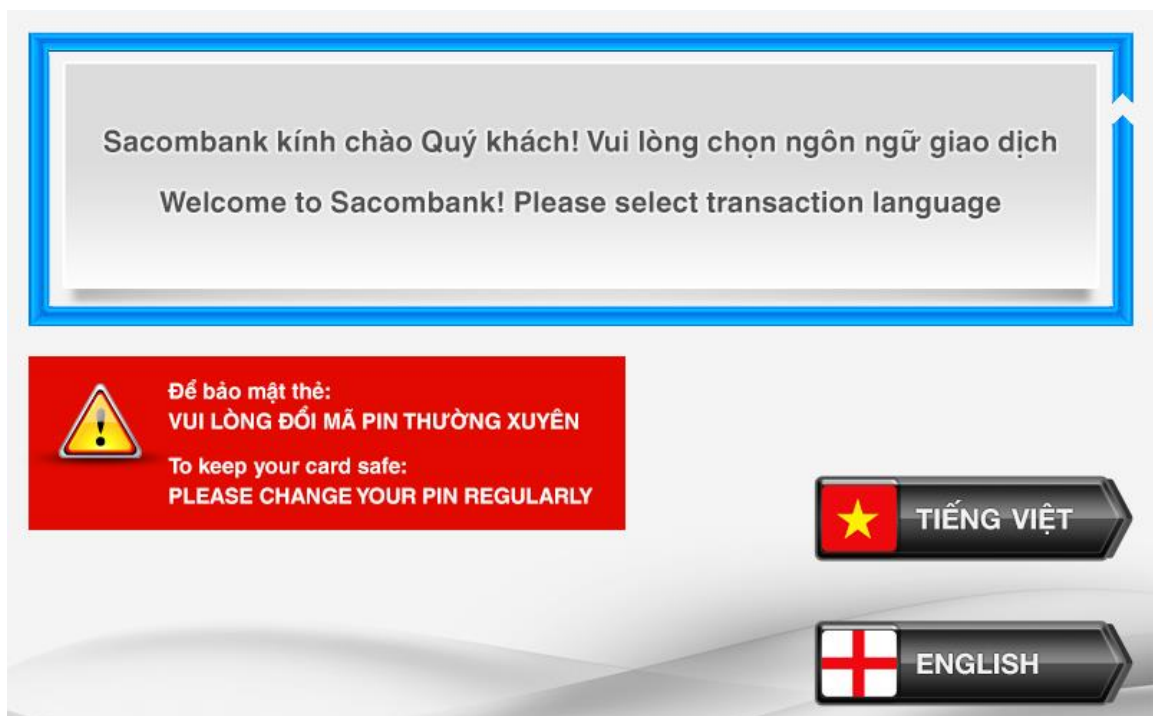 Sacombank kính chào Quý khách! Vui lòng chọn ngôn ngữ giao dịch
Welcome to Sacombank! Please select transaction language
Để bảo mật thẻ:
VUI LÒNG ĐỔI MÃ PIN THƯỜNG XUYÊN
To keep your card safe:
PLEASE CHANGE YOUR PIN REGULARLY
TIẾNG VIỆT
ENGLISH